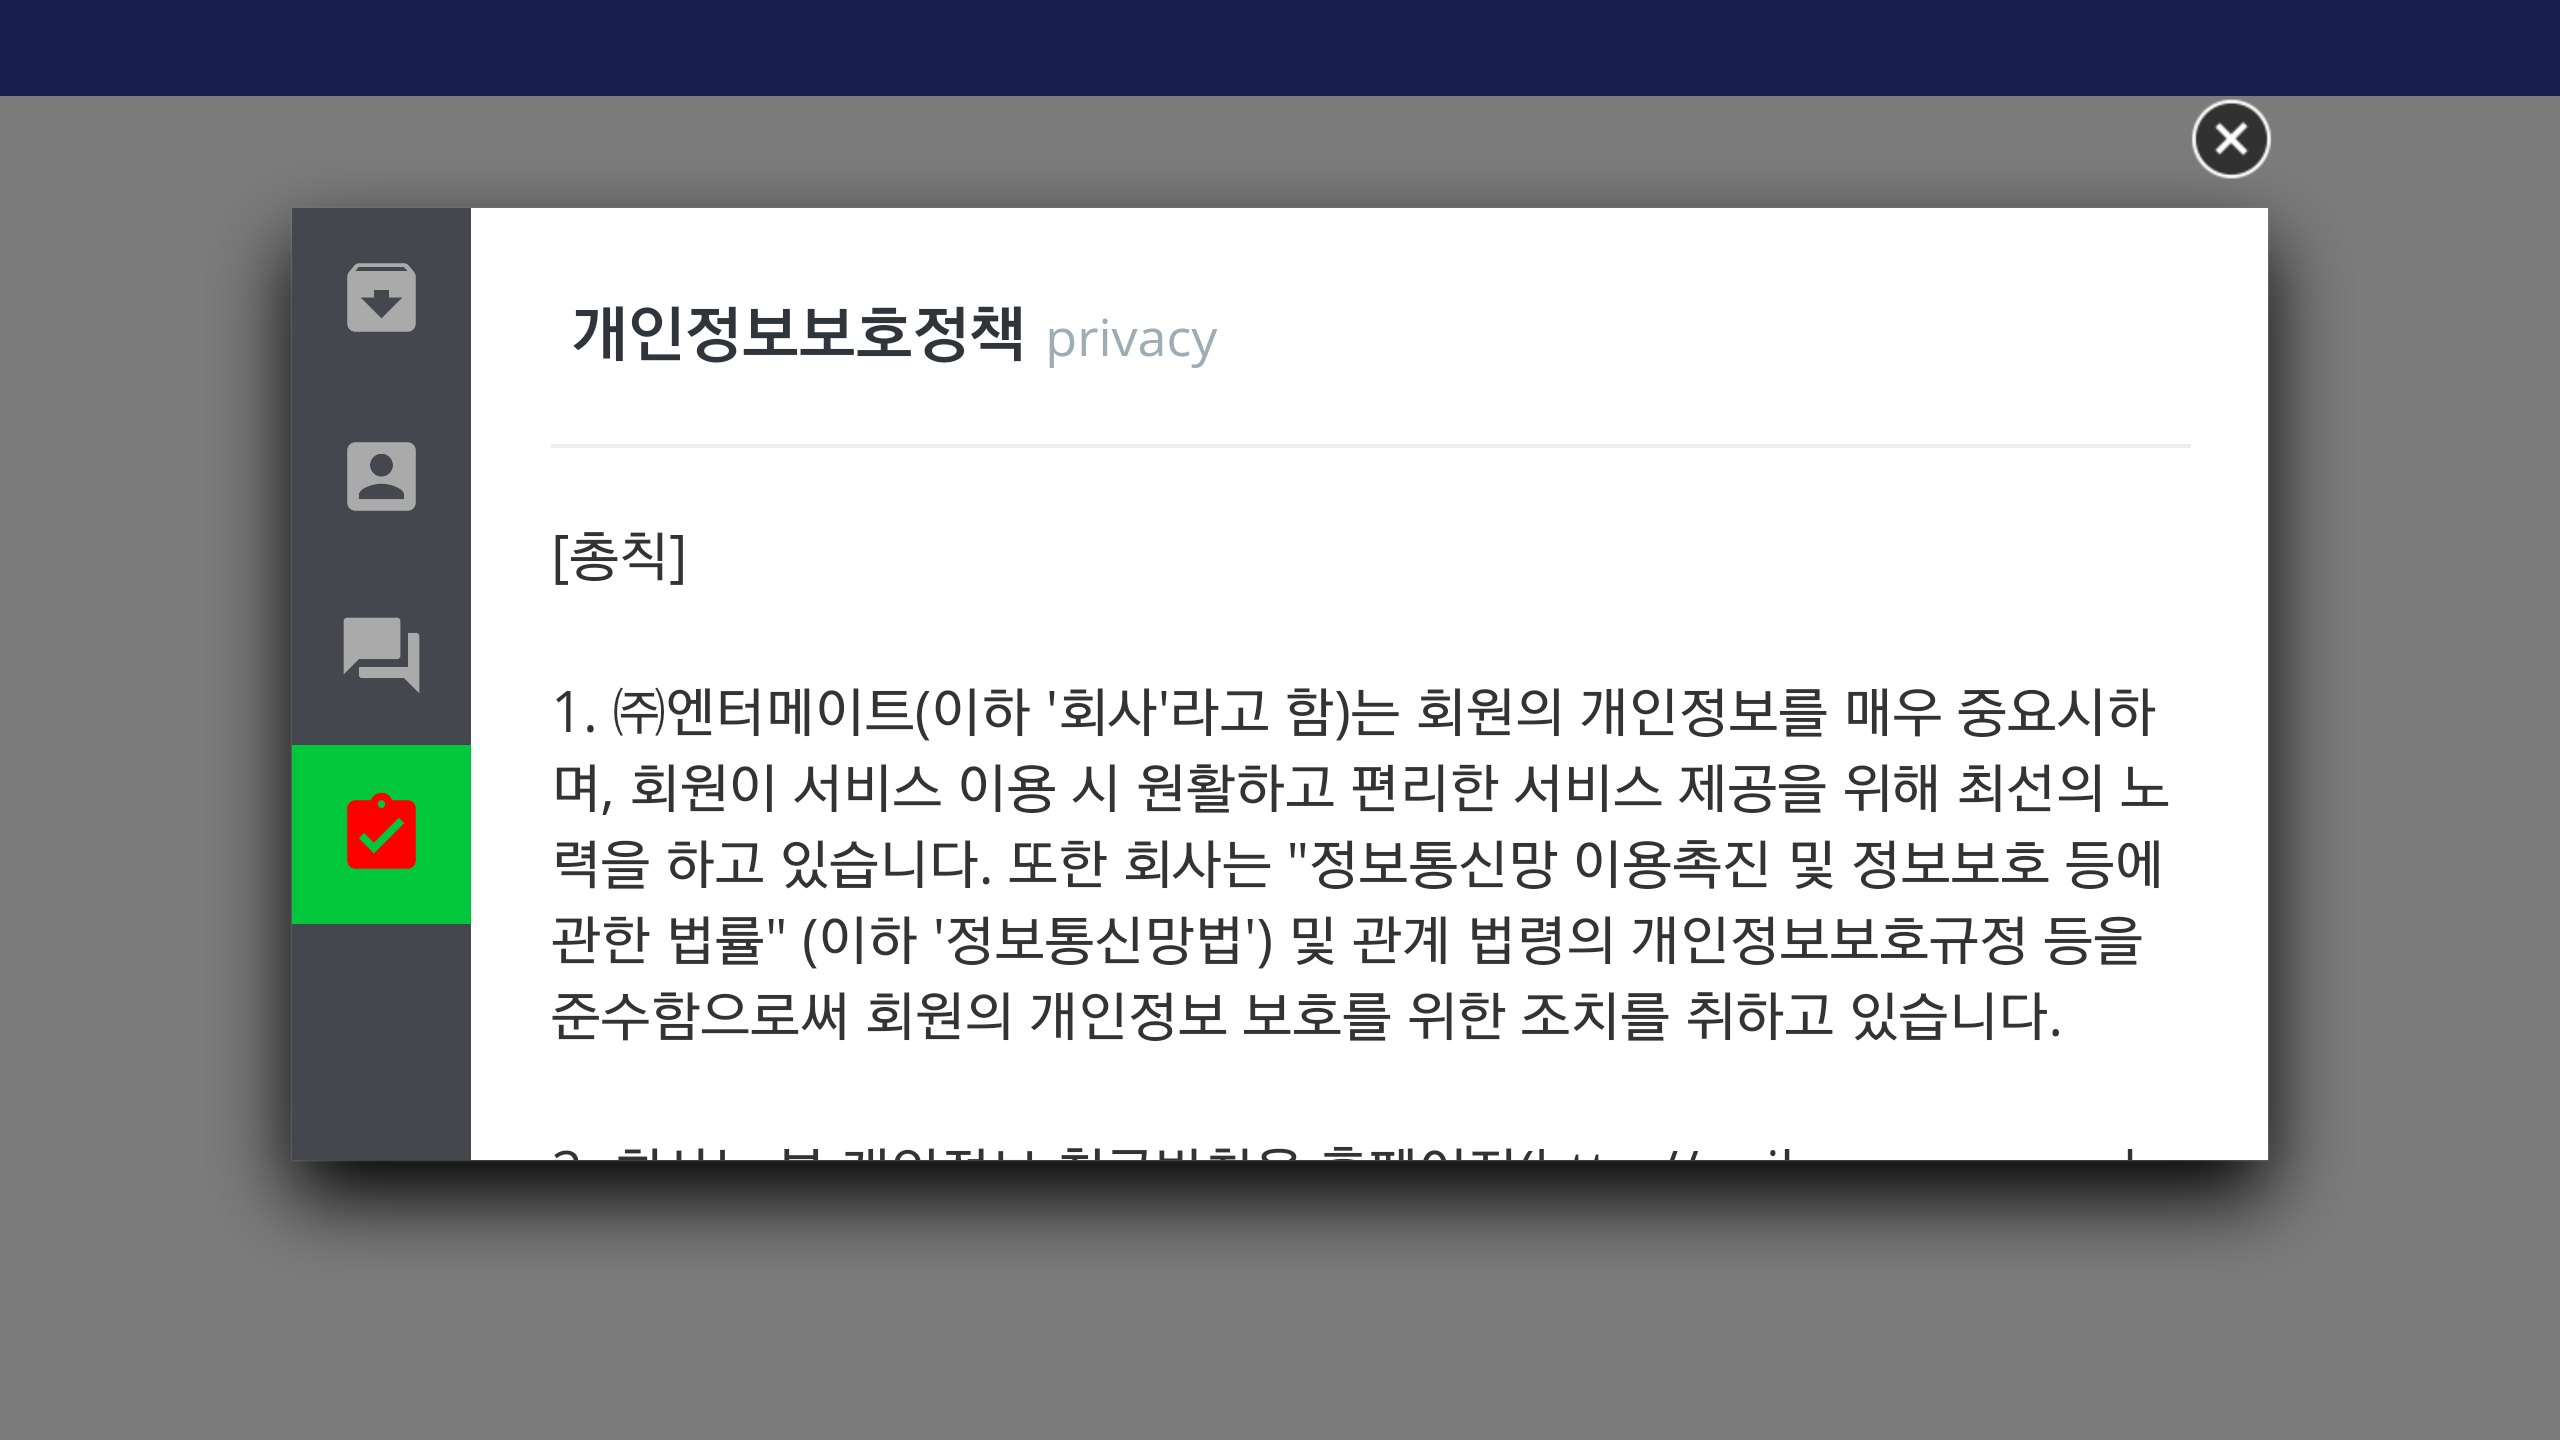 개인정보보호정책 privacy
[총칙]
1. ㈜엔터메이트(이하 '회사'라고 함)는 회원의 개인정보를 매우 중요시하
며, 회원이 서비스 이용 시 원활하고 편리한 서비스 제공을 위해 최선의 노
력을 하고 있습니다. 또한 회사는 "정보통신망 이용촉진 및 정보보호 등에
관한 법률" (이하 '정보통신망법') 및 관계 법령의 개인정보보호규정 등을
준수함으로써 회원의 개인정보 보호를 위한 조치를 취하고 있습니다.